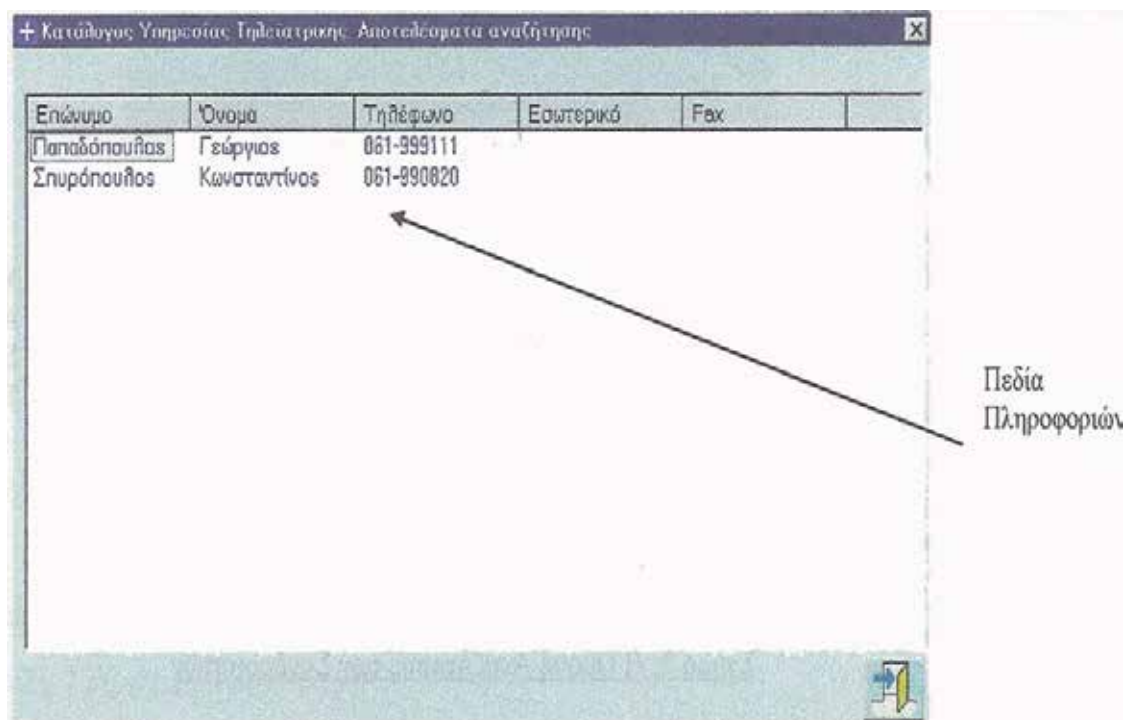 Κατάλογος Υπηρεσίας Τηλεϊατρικής: Αποτελέσματα αναζήτησης
Επώνυμο Όνομα Τηλέφωνο Εσωτερικό Fax
Παπαδόπουλος Γεώργιος 061-999111
Σπυρόπουλος Κωνσταντίνος 061-990820
Πεδία
Πληροφοριών